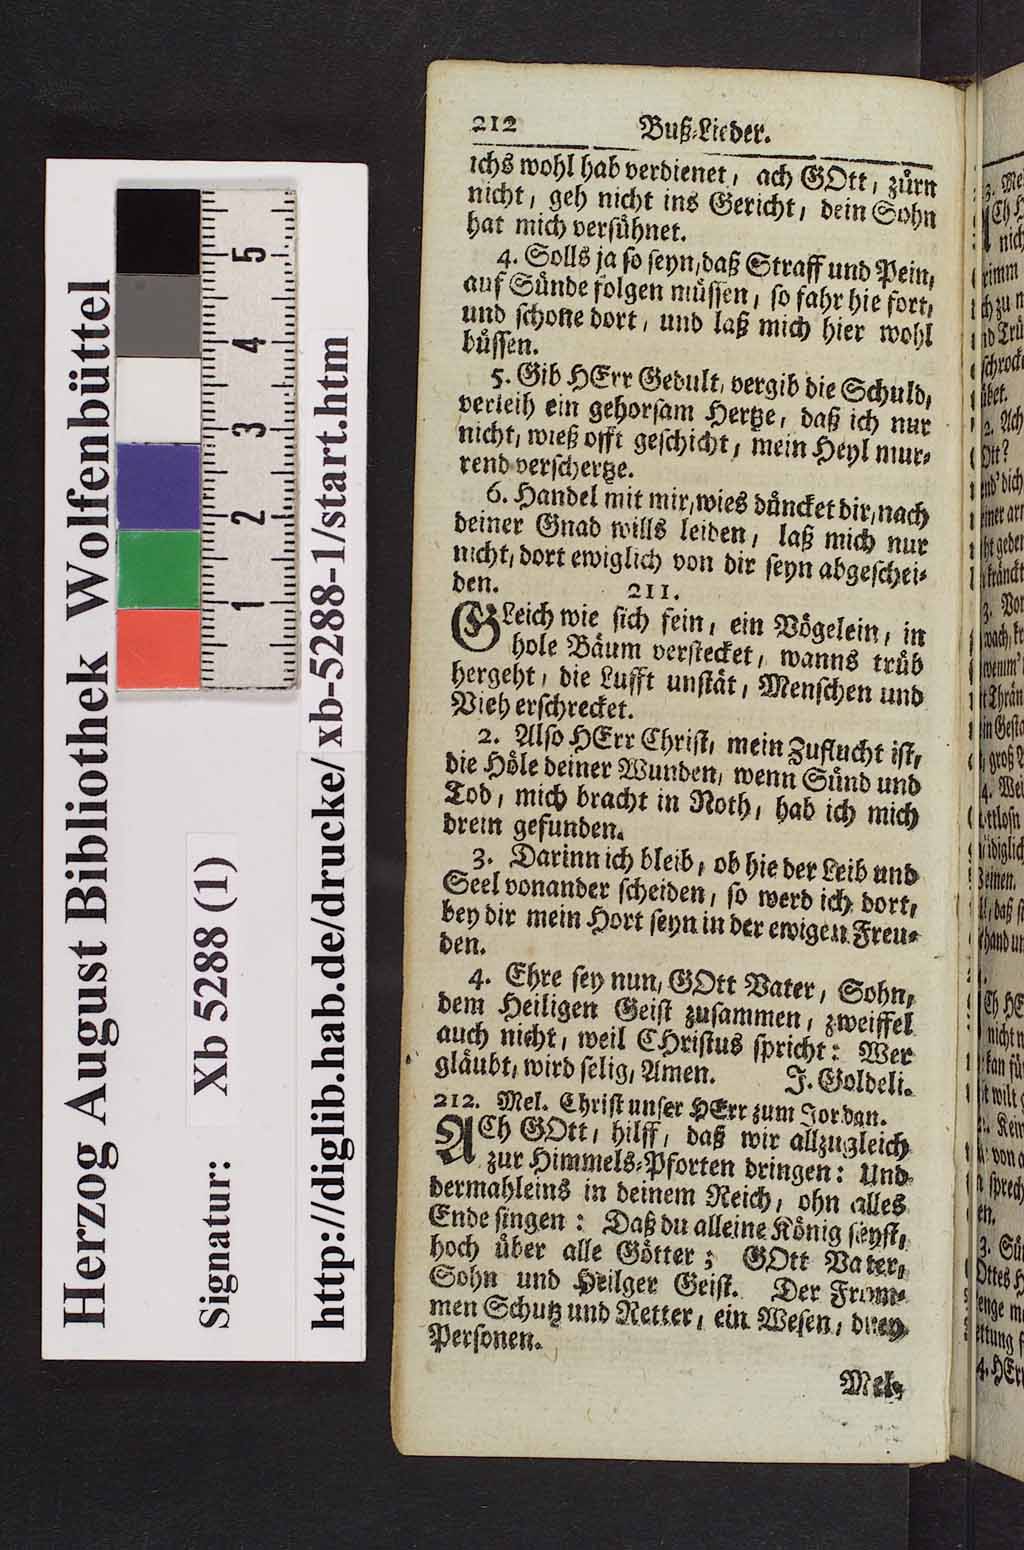 Herzog August Bibliothek Wolfenbüttel
Signatur: Xb 5288 (1)
http://diglib.hab.de/drucke/xb-5288-1/start.htm
1 2 3 4 5
212 Buß-Lieder.
ichs wohl hab verdienet, ach GOtt, zürn
nicht, geh nicht ins Gericht, dein Sohn
hat mich versühnet.
4. Solls ja so seyn, daß Straff und Pein,
auf Sünde folgen müssen, so fahr hie fort,
und schone dort, und laß mich hier wohl
büssen.
5. Gib HErr Gedult, vergib die Schuld,
verleih ein gehorsam Hertze, daß ich nur
nicht, wieß offt geschicht, mein Heyl mur-
rend verschertze.
6. Handel mit mir, wies düncket dir, nach
deiner Gnad wills leiden, laß mich nur
nicht, dort ewiglich von dir seyn abgeschei-
den.
211.
GLeich wie sich fein, ein Vögelein, in
hole Bäum verstecket, wanns trüb
hergeht, die Lufft unstät, Menschen und
Vieh erschrecket.
2. Also HErr Christ, mein Zuflucht ist,
die Höle deiner Wunden, wenn Sünd und
Tod, mich bracht in Noth, hab ich mich
drein gefunden.
3. Darinn ich bleib, ob hie der Leib und
Seel vonander scheiden, so werd ich dort,
bey dir mein Hort seyn in der ewigen Freu-
den.
4. Ehre sey nun, GOtt Vater, Sohn,
dem Heiligen Geist zusammen, zweiffel
auch nicht, weil CHristus spricht: Wer
gläubt, wird selig, Amen. J. Goldeli.
212. Mel. Christ unser HErr zum Jordan.
ACh GOtt, hilff, daß wir allzugleich
zur Himmels-Pforten dringen: Und
dermahleins in deinem Reich, ohn alles
Ende singen: Daß du alleine König seyst,
hoch über alle Götter; GOtt Vater,
Sohn und Heilger Geist. Der From-
men Schutz und Retter, ein Wesen, drey
Personen.
Mel.